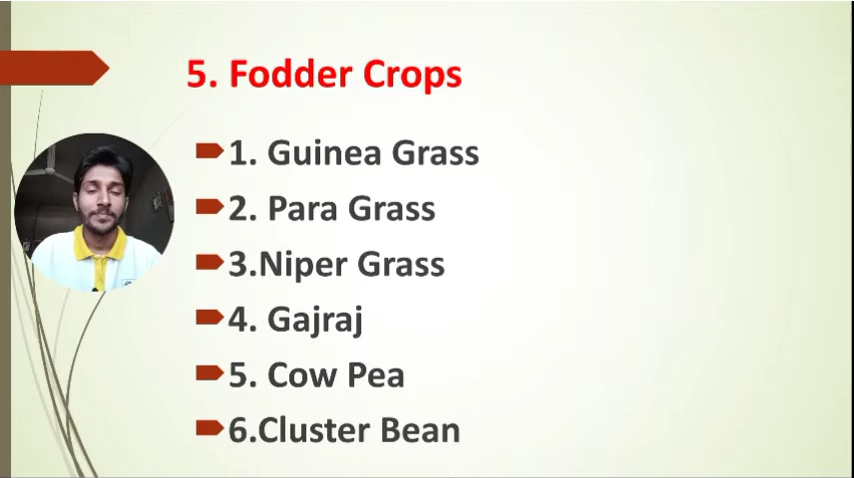 5. Fodder Crops
1. Guinea Grass
2. Para Grass
3.Niper Grass
4. Gajraj
5. Cow Pea
6.Cluster Bean